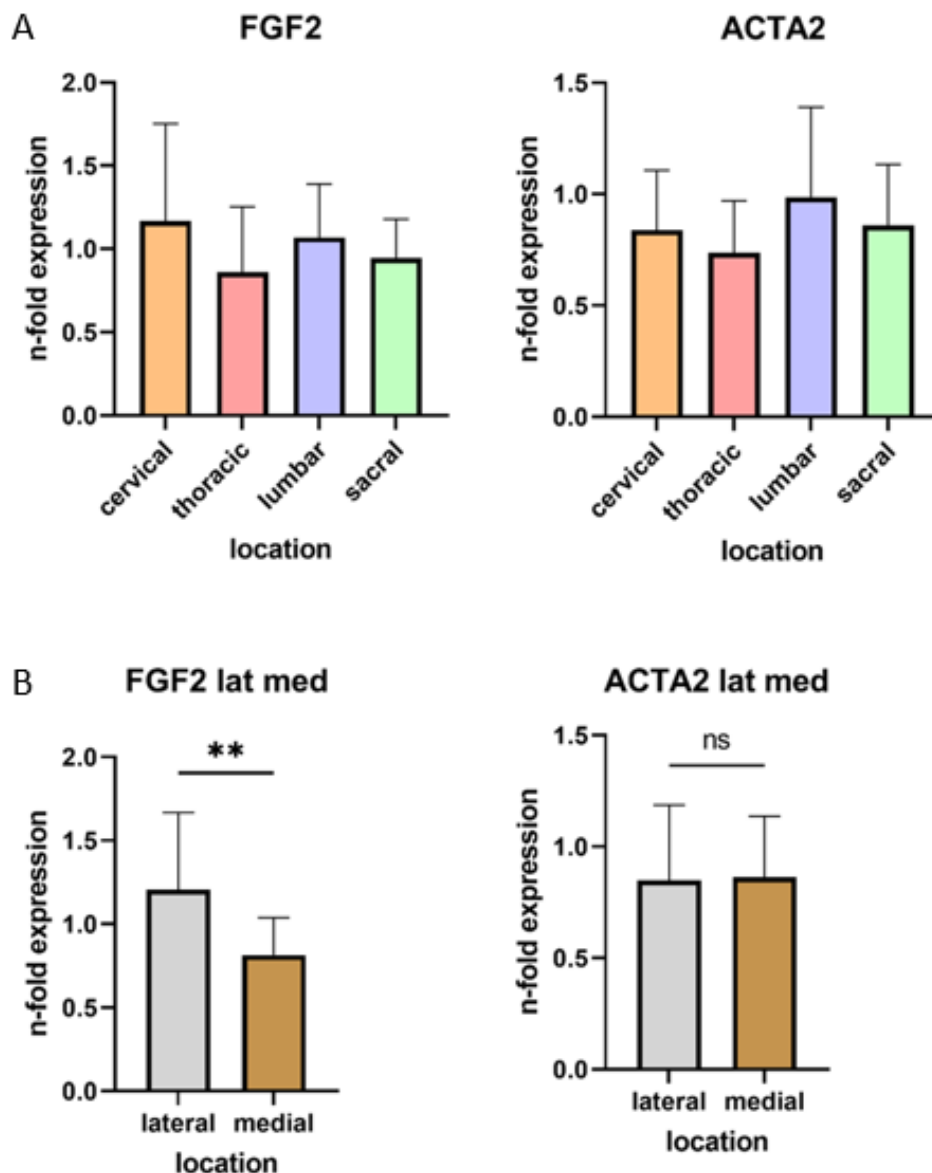 A
FGF2
ACTA2
n-fold expression
2.0
1.5
1.0
0.5
0.0
cervical
thoracic
lumbar
sacral
location
n-fold expression
1.5
1.0
0.5
0.0
cervical
thoracic
lumbar
sacral
location
B
FGF2 lat med
ACTA2 lat med
n-fold expression
2.0
1.5
1.0
0.5
0.0
**
lateral medial
location
n-fold expression
1.5
1.0
0.5
0.0
ns
lateral medial
location